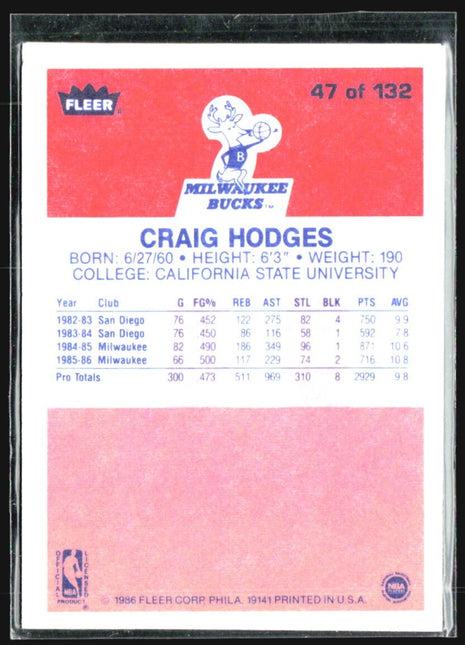 FLEER
47 of 132
B
MILWAUKEE
BUCKS
CRAIG HODGES
BORN: 6/27/60 • HEIGHT: 6'3" • WEIGHT: 190
COLLEGE: CALIFORNIA STATE UNIVERSITY
Year Club G FG% REB AST STL BLK PTS AVG
1982-83 San Diego 76 452 122 275 82 4 750 9.9
1983-84 San Diego 76 450 86 116 58 1 592 7.8
1984-85 Milwaukee 82 490 186 349 96 1 871 10.6
1985-86 Milwaukee 66 500 117 229 74 2 716 10.8
Pro Totals 300 473 511 969 310 8 2929 9.8
OFFICIAL LICENSED
NBA
PRODUCT
© 1986 FLEER CORP. PHILA. 19141 PRINTED IN U.S.A.
NBA